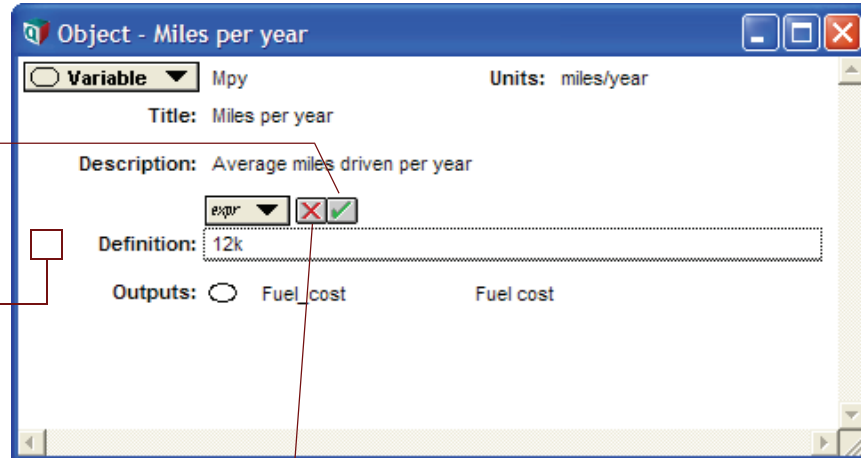 Object - Miles per year
Variable Mpy Units: miles/year
Title: Miles per year
Description: Average miles driven per year
expr
Definition: 12k
Outputs: Fuel_cost Fuel cost